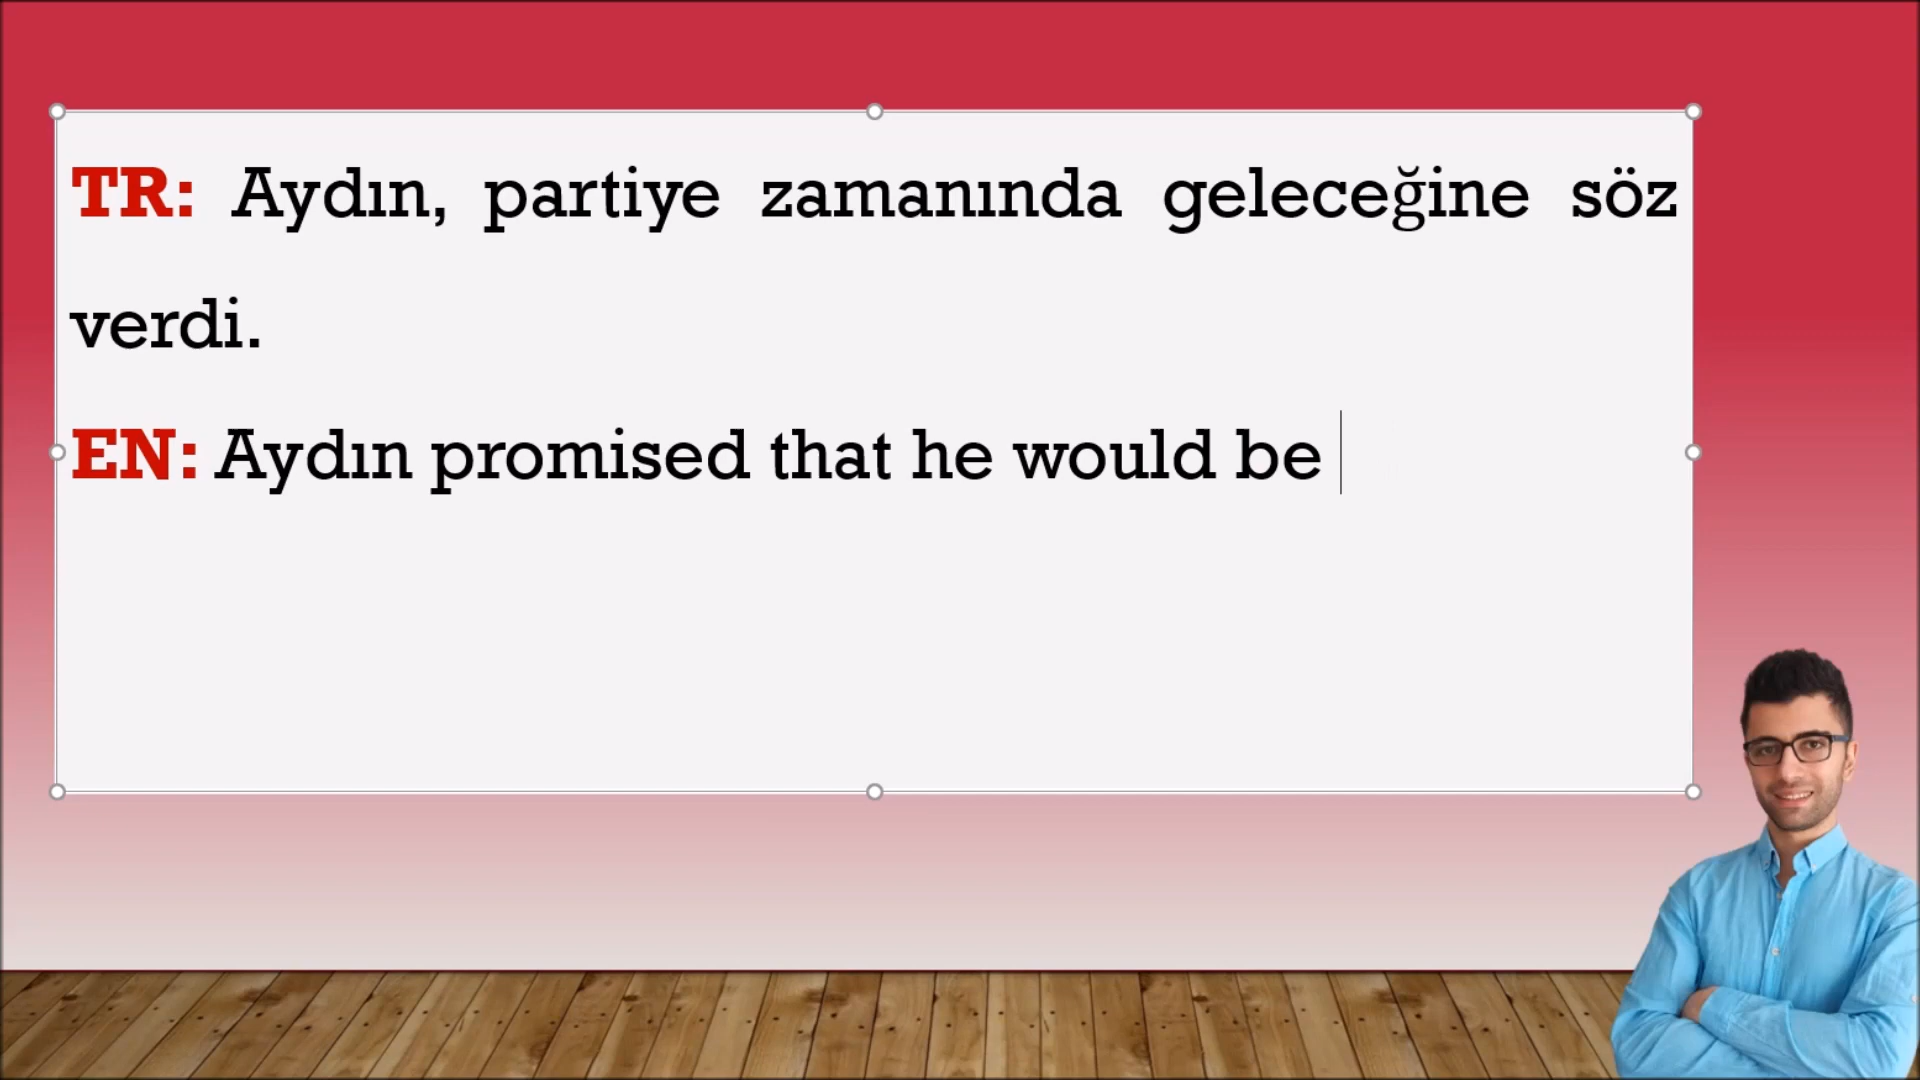 TR: Aydın, partiye zamanında geleceğine söz
verdi.
EN: Aydın promised that he would be